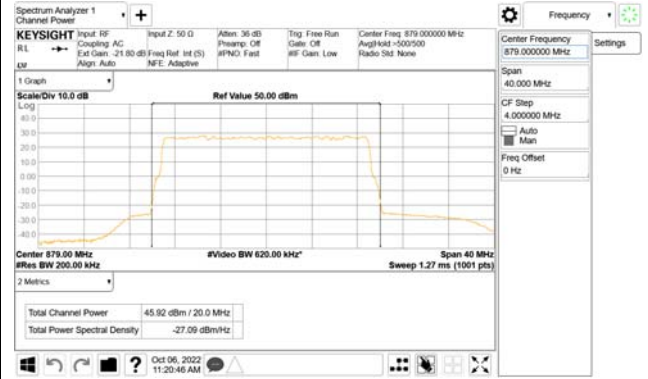 Spectrum Analyzer 1
Channel Power
Frequency
KEYSIGHT
Input: RF
Input Z: 50 Ω
Atten: 36 dB
Trig: Free Run
Center Freq: 879.000000 MHz
R L
Coupling: AC
Preamp: Off
Gate: Off
Avg|Hold:>500/500
Ext Gain: -21.80 dB
Freq Ref: Int (S)
#PNO: Fast
#IF Gain: Low
Radio Std: None
Align: Auto
NFE: Adaptive
Center Frequency
879.000000 MHz
Settings
Span
40.000 MHz
CF Step
4.000000 MHz
Auto
Man
Freq Offset
0 Hz
1 Graph
Scale/Div 10.0 dB
Ref Value 50.00 dBm
Log
40.0
30.0
20.0
10.0
0.00
-10.0
-20.0
-30.0
-40.0
Center 879.00 MHz
#Video BW 620.00 kHz*
Span 40 MHz
#Res BW 200.00 kHz
Sweep 1.27 ms (1001 pts)
2 Metrics
Total Channel Power
45.92 dBm / 20.0 MHz
Total Power Spectral Density
-27.09 dBm/Hz
?
Oct 06, 2022
11:20:46 AM